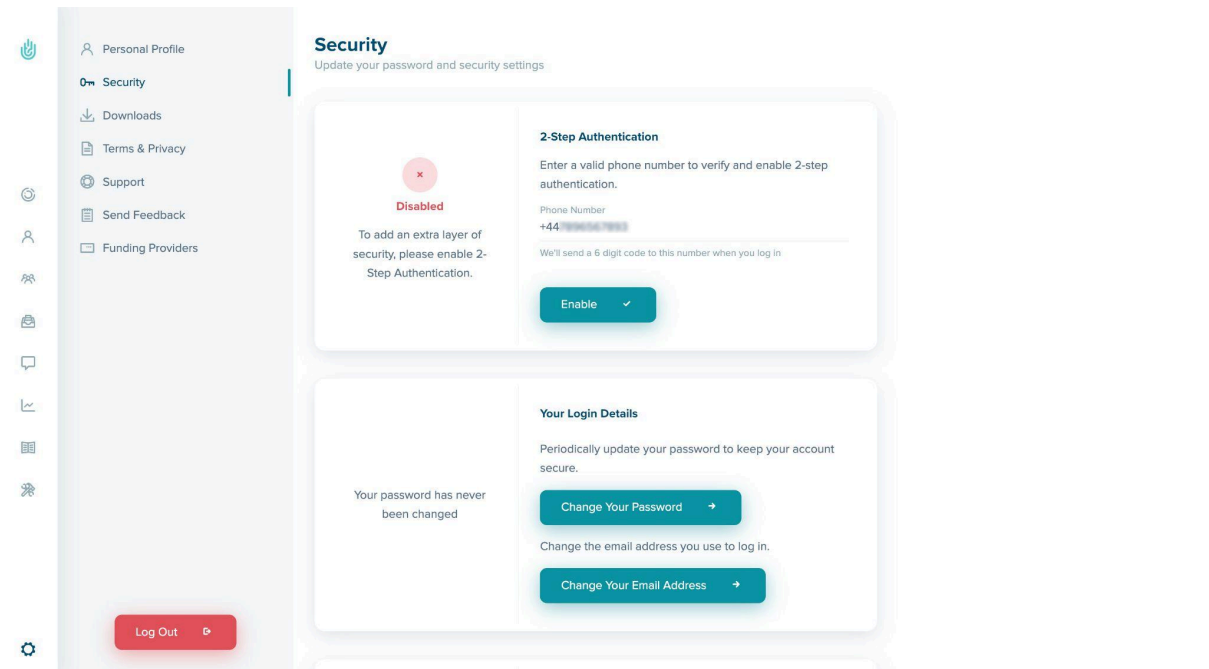 Personal Profile
Security
Downloads
Terms & Privacy
Support
Send Feedback
Funding Providers
Log Out
Security
Update your password and security settings
Disabled
To add an extra layer of
security, please enable 2-
Step Authentication.
2-Step Authentication
Enter a valid phone number to verify and enable 2-step
authentication.
Phone Number
+44
We'll send a 6 digit code to this number when you log in
Enable
Your password has never
been changed
Your Login Details
Periodically update your password to keep your account
secure.
Change Your Password
Change the email address you use to log in.
Change Your Email Address